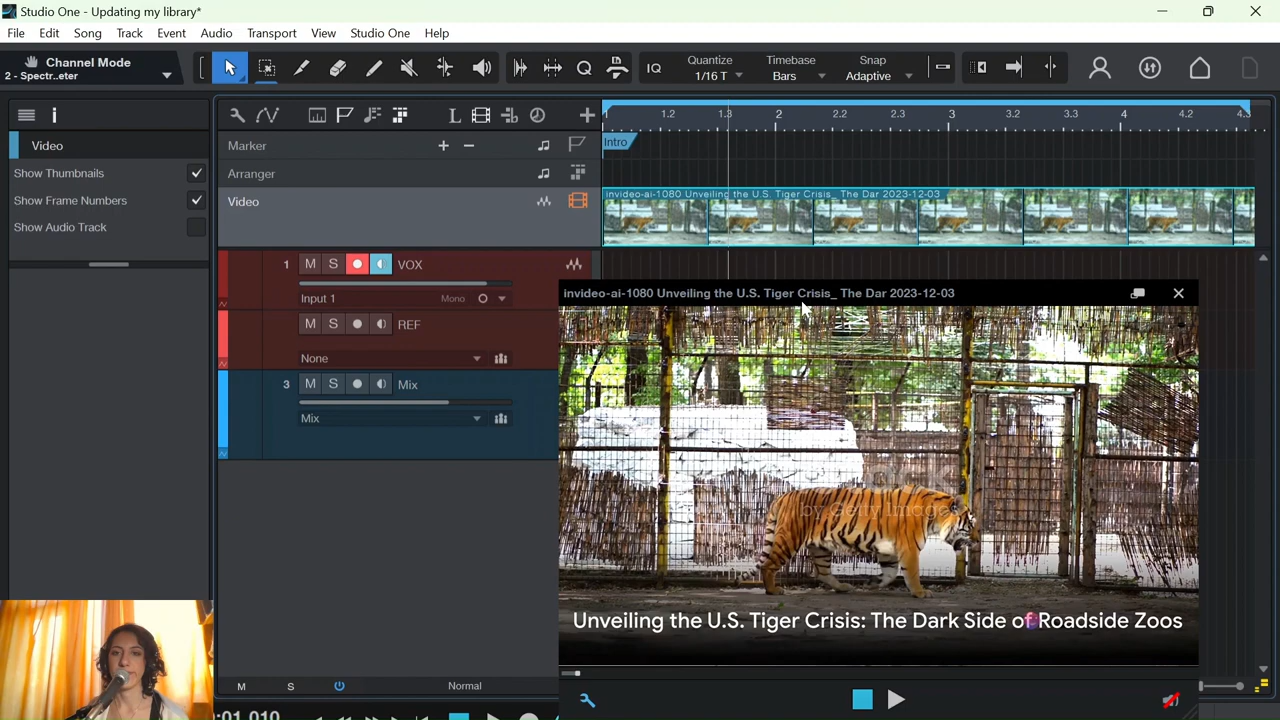 Studio One - Updating my library*
File Edit Song Track Event Audio Transport View Studio One Help
Channel Mode
2 - Spectr..eter
IQ
Quantize
1/16 T
Timebase
Bars
Snap
Adaptive
Video
Show Thumbnails
Show Frame Numbers
Show Audio Track
1 1.2 1.3 2 2.2 2.3 3 3.2 3.3 4 4.2 4.3
Marker
Intro
Arranger
Video
invideo-ai-1080 Unveiling the U.S. Tiger Crisis_ The Dar 2023-12-03
1 M S VOX
Input 1 Mono
M S REF
None
3 M S Mix
Mix
invideo-ai-1080 Unveiling the U.S. Tiger Crisis_ The Dar 2023-12-03
by Getty Images
Unveiling the U.S. Tiger Crisis: The Dark Side of Roadside Zoos
M S Normal